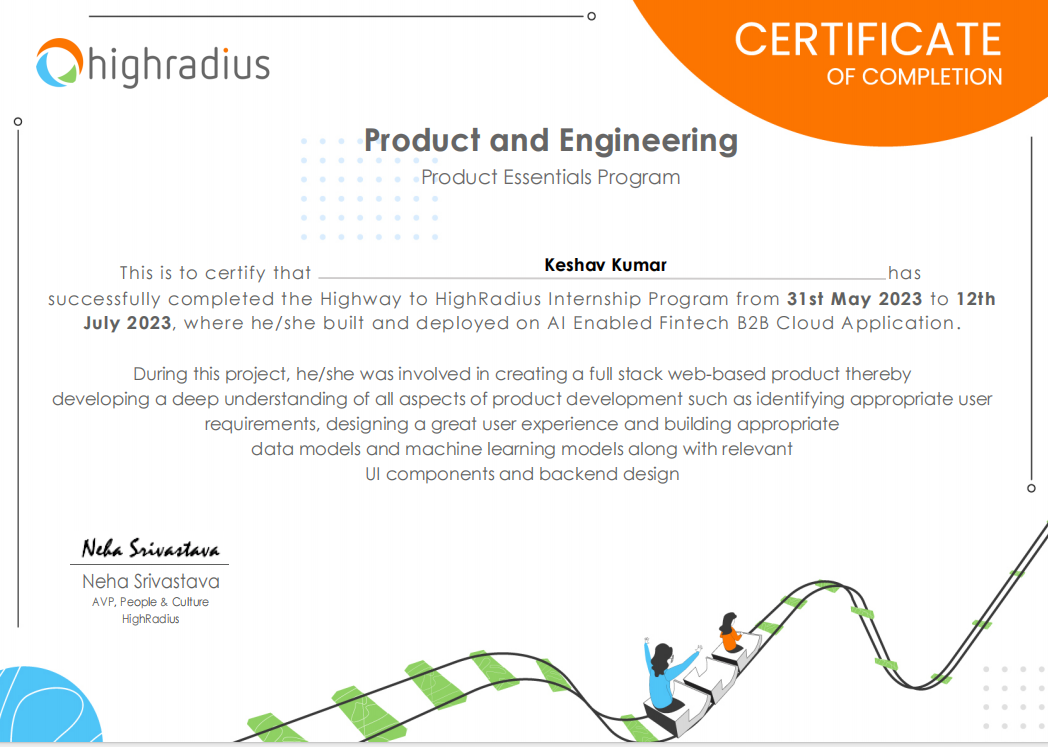 highradius
CERTIFICATE
OF COMPLETION
Product and Engineering
Product Essentials Program
This is to certify that Keshav Kumar has
successfully completed the Highway to HighRadius Internship Program from 31st May 2023 to 12th
July 2023, where he/she built and deployed on AI Enabled Fintech B2B Cloud Application.
During this project, he/she was involved in creating a full stack web-based product thereby
developing a deep understanding of all aspects of product development such as identifying appropriate user
requirements, designing a great user experience and building appropriate
data models and machine learning models along with relevant
UI components and backend design
Neha Srivastava
Neha Srivastava
AVP, People & Culture
HighRadius